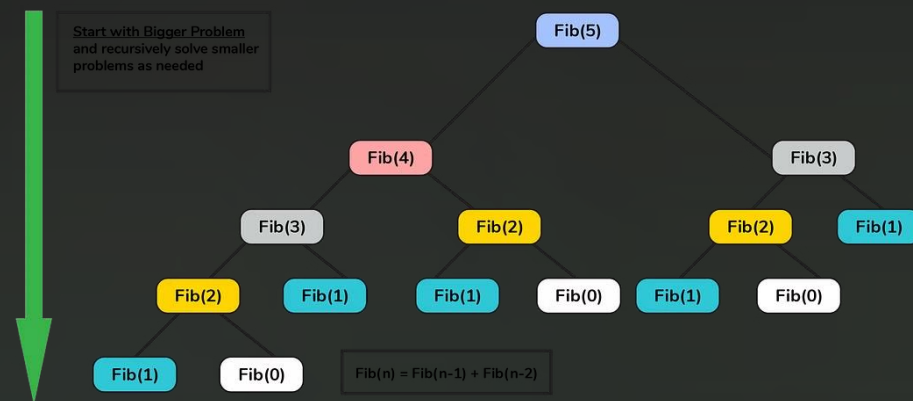 Start with Bigger Problem
and recursively solve smaller
problems as needed
Fib(5)
Fib(4)
Fib(3)
Fib(3)
Fib(2)
Fib(2)
Fib(1)
Fib(2)
Fib(1)
Fib(1)
Fib(0)
Fib(1)
Fib(0)
Fib(1)
Fib(0)
Fib(n) = Fib(n-1) + Fib(n-2)